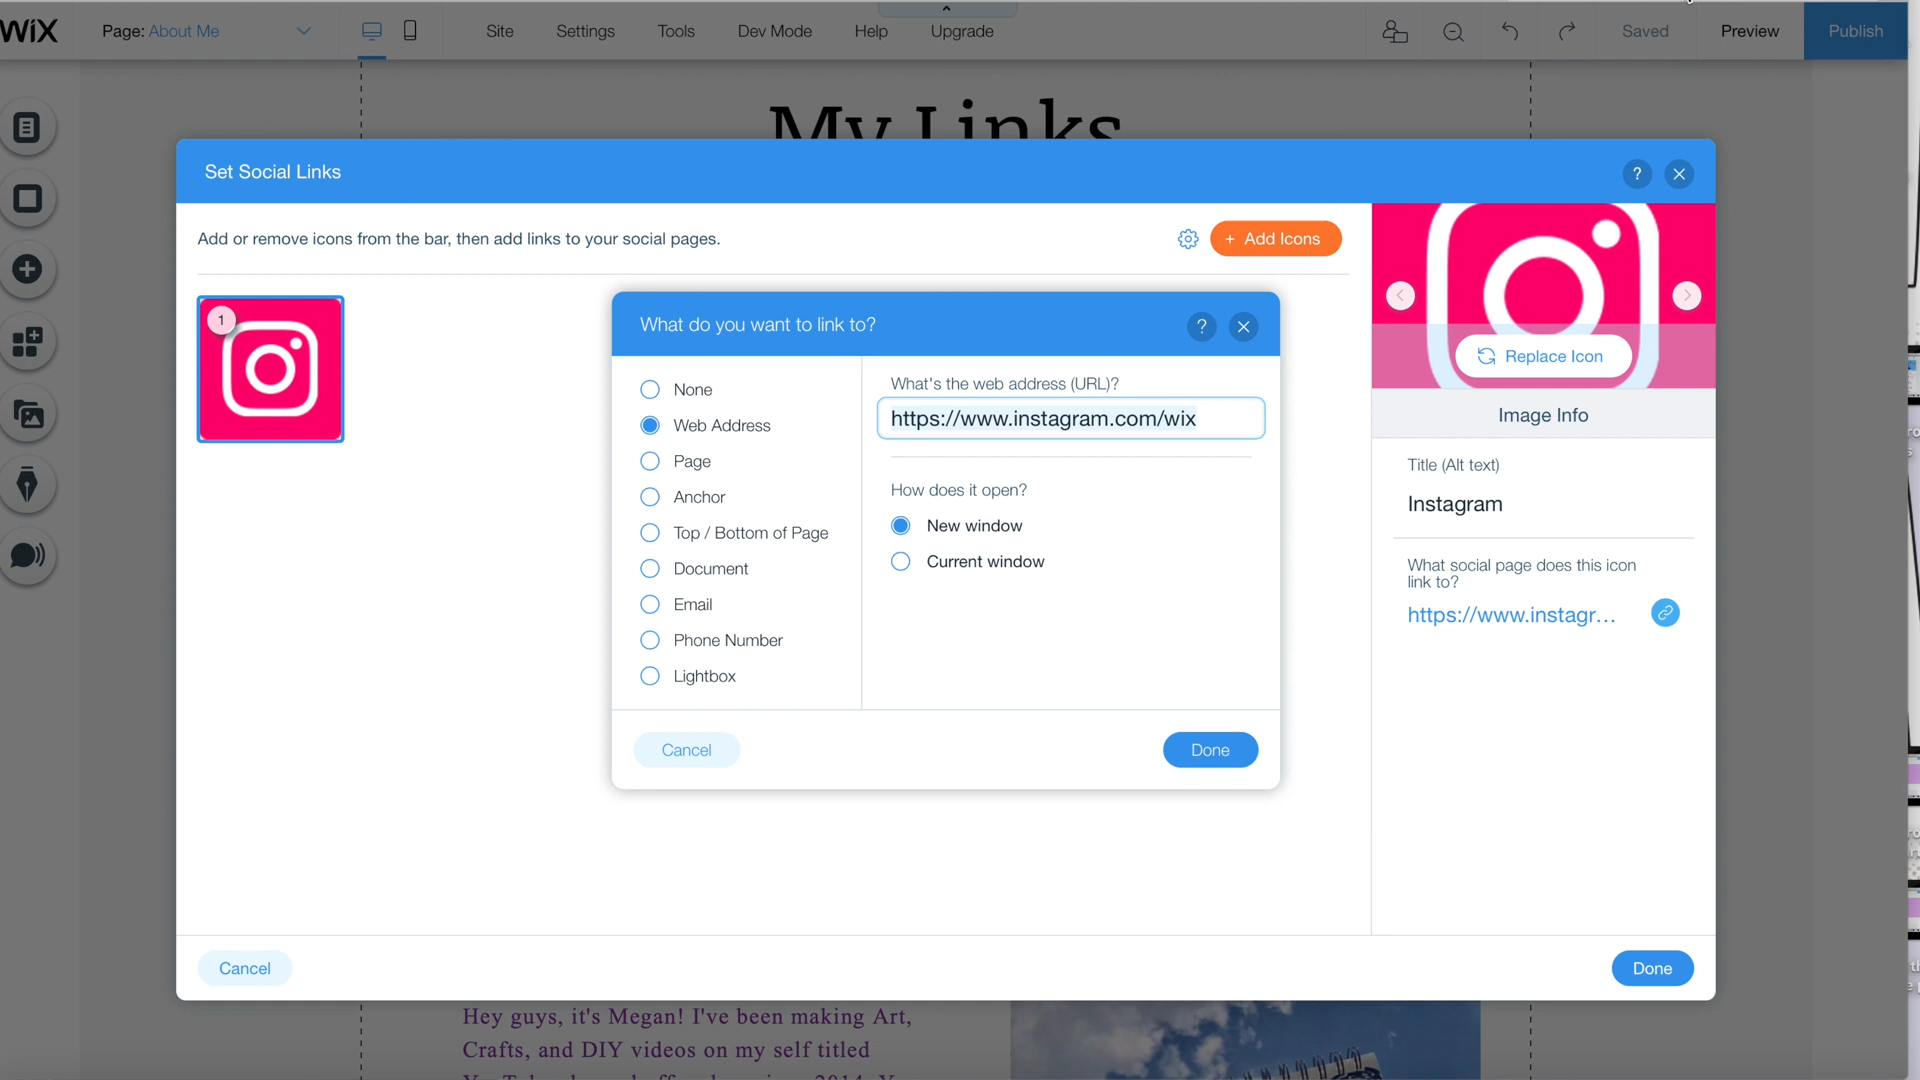 WiX
Page: About Me
Site
Settings
Tools
Dev Mode
Help
Upgrade
Saved
Preview
Publish
My Links
Set Social Links
?
Add or remove icons from the bar, then add links to your social pages.
+ Add Icons
1
What do you want to link to?
?
None
Web Address
Page
Anchor
Top / Bottom of Page
Document
Email
Phone Number
Lightbox
What's the web address (URL)?
https://www.instagram.com/wix
How does it open?
New window
Current window
Cancel
Done
Replace Icon
Image Info
Title (Alt text)
Instagram
What social page does this icon
link to?
https://www.instagr...
Cancel
Done
Hey guys, it's Megan! I've been making Art,
Crafts, and DIY videos on my self titled